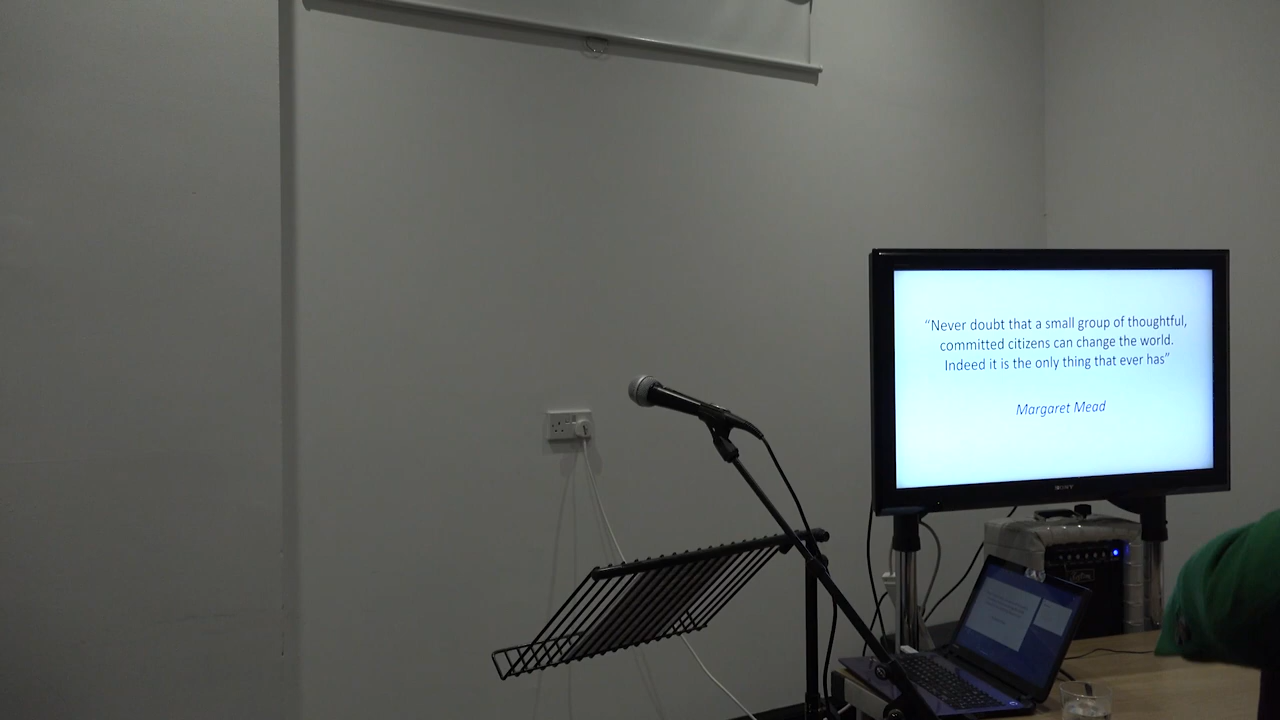 “Never doubt that a small group of thoughtful,
committed citizens can change the world.
Indeed it is the only thing that ever has”
Margaret Mead
SONY